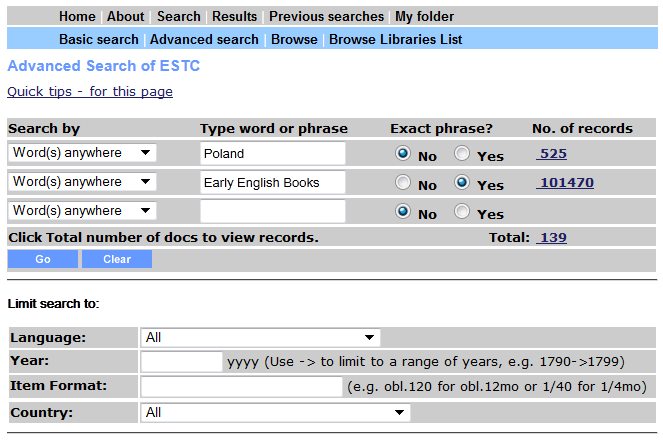 Home | About | Search | Results | Previous searches | My folder
Basic search | Advanced search | Browse | Browse Libraries List
Advanced Search of ESTC
Quick tips - for this page
Search by Type word or phrase Exact phrase? No. of records
Word(s) anywhere Poland No Yes 525
Word(s) anywhere Early English Books No Yes 101470
Word(s) anywhere No Yes
Click Total number of docs to view records. Total: 139
Go Clear
Limit search to:
Language: All
Year: yyyy (Use -> to limit to a range of years, e.g. 1790->1799)
Item Format: (e.g. obl.120 for obl.12mo or 1/40 for 1/4mo)
Country: All